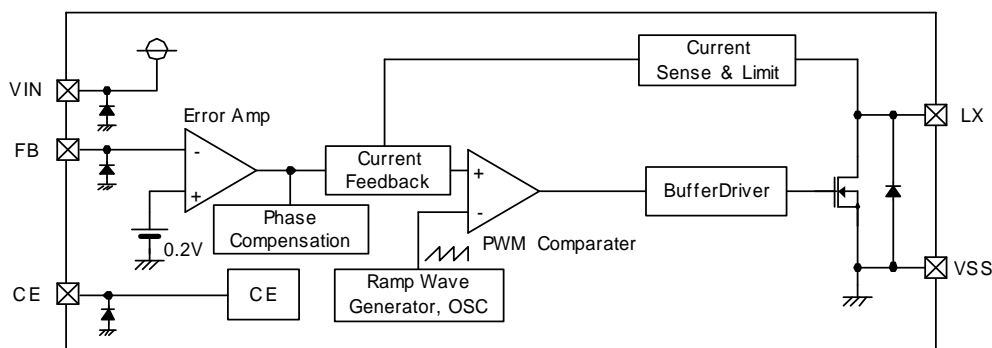 Current
Sense & Limit
VIN
LX
Error Amp
FB
-
+
Current
Feedback
+
-
BufferDriver
Phase
Compensation
PWM Comparater
0.2V
VSS
Ramp Wave
Generator, OSC
CE
CE